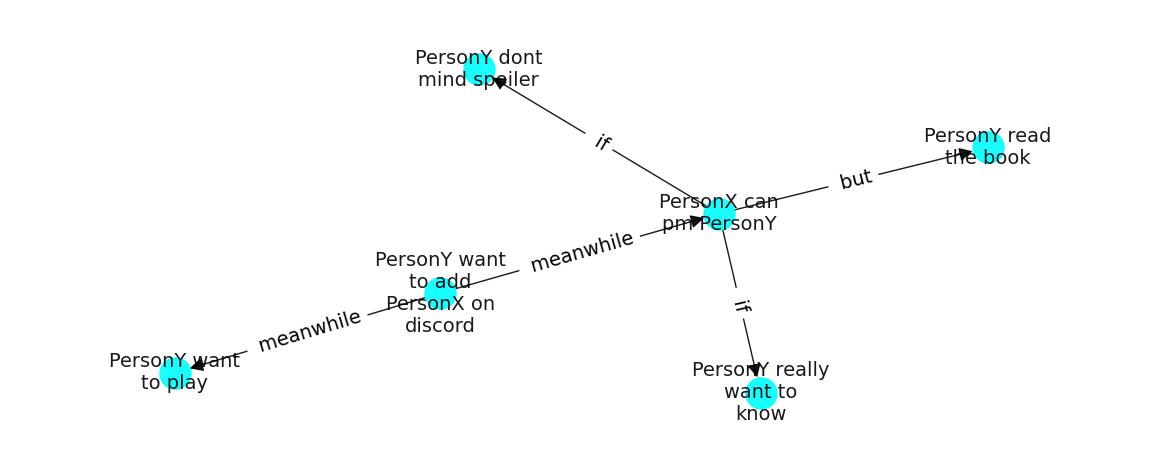 PersonY dont
mind spoiler
if
PersonY read
the book
but
PersonX can
pm PersonY
meanwhile
PersonY want
to add
PersonX on
discord
if
meanwhile
PersonY want
to play
PersonY really
want to
know